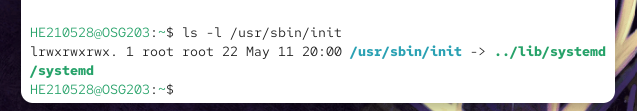 HE210528@OSG203:~$ ls -l /usr/sbin/init
lrwxrwxrwx. 1 root root 22 May 11 20:00 /usr/sbin/init -> ../lib/systemd
/systemd
HE210528@OSG203:~$